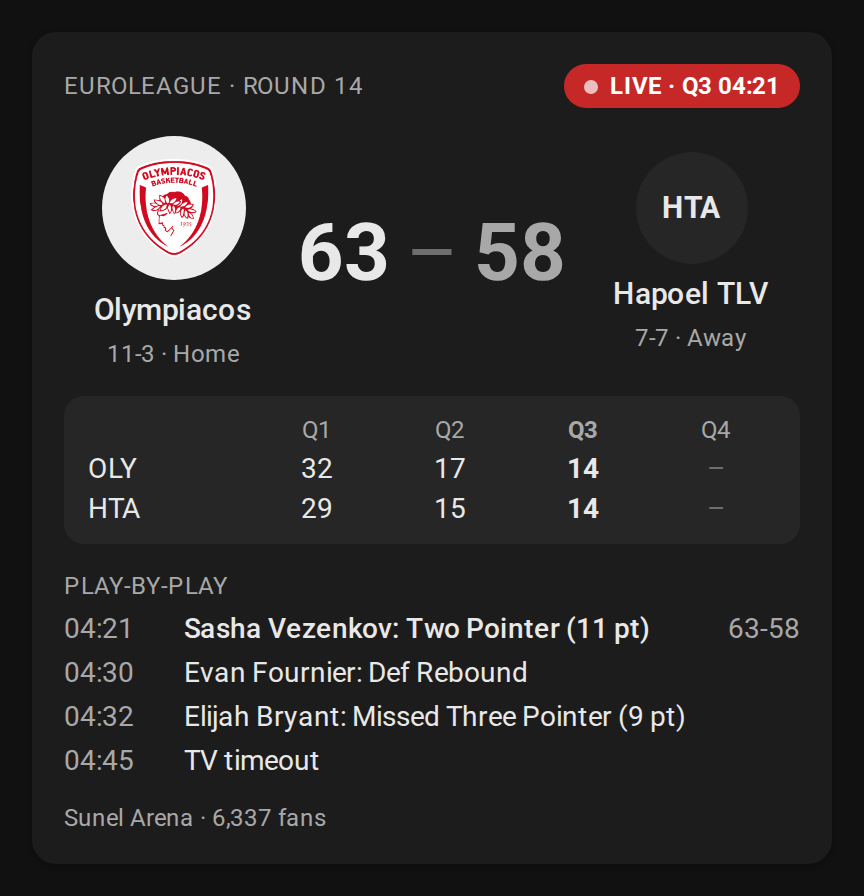 EUROLEAGUE · ROUND 14
LIVE · Q3 04:21
OLYMPIACOS
BASKETBALL
1925
63 – 58
HTA
Olympiacos
11-3 · Home
Hapoel TLV
7-7 · Away
Q1 Q2 Q3 Q4
OLY 32 17 14 –
HTA 29 15 14 –
PLAY-BY-PLAY
04:21 Sasha Vezenkov: Two Pointer (11 pt) 63-58
04:30 Evan Fournier: Def Rebound
04:32 Elijah Bryant: Missed Three Pointer (9 pt)
04:45 TV timeout
Sunel Arena · 6,337 fans